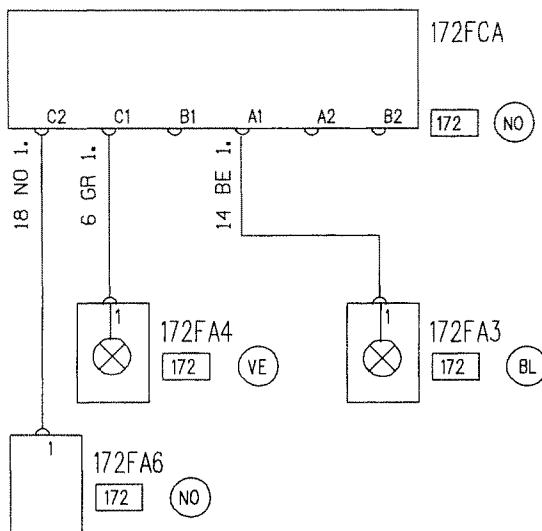 172FCA
C2 C1 B1 A1 A2 B2
172 NO
18 NO 1.
6 GR 1.
14 BE 1.
1
172FA4
172 VE
1
172FA3
172 BL
1
172FA6
172 NO